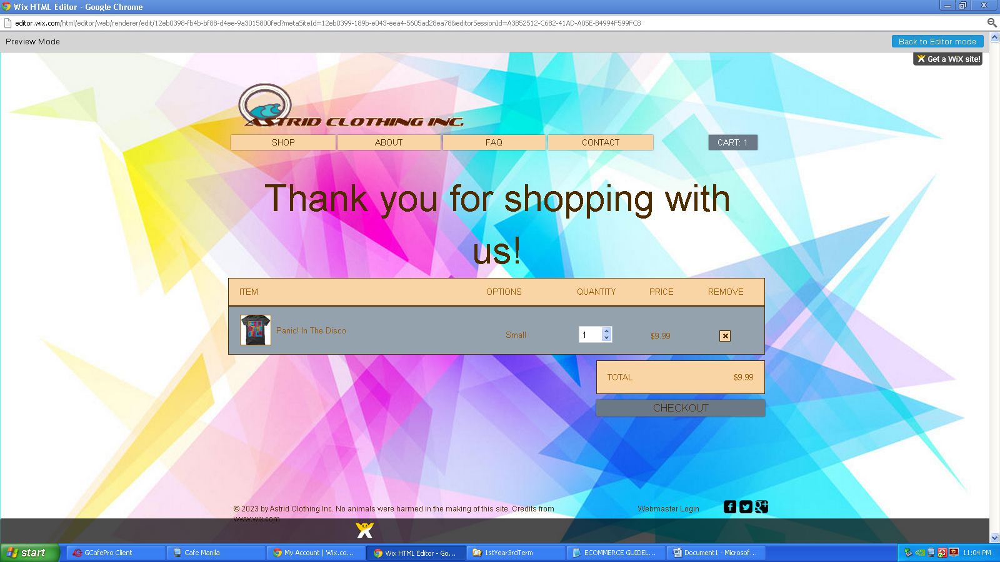 Wix HTML Editor - Google Chrome
editor.wix.com/html/editor/web/renderer/edit/12eb0398-fb4b-bf88-d4ee-9a3015800fed?metaSiteId=12eb0399-189b-e043-eea4-5605ad28ea78&editorSessionId=A3B52512-C682-41AD-A05E-B4994F599FC8
Preview Mode
Back to Editor mode
Get a WiX site!
ASTRID CLOTHING INC.
SHOP ABOUT FAQ CONTACT CART: 1
Thank you for shopping with
us!
ITEM OPTIONS QUANTITY PRICE REMOVE
Panic! In The Disco Small 1 $9.99
TOTAL $9.99
CHECKOUT
© 2023 by Astrid Clothing Inc. No animals were harmed in the making of this site. Credits from
www.wix.com
Webmaster Login
start GCafePro Client Cafe Manila My Account | Wix.co... Wix HTML Editor - Go... 1stYear3rdTerm ECOMMERCE GUIDEL... Document1 - Microsof... 11:04 PM